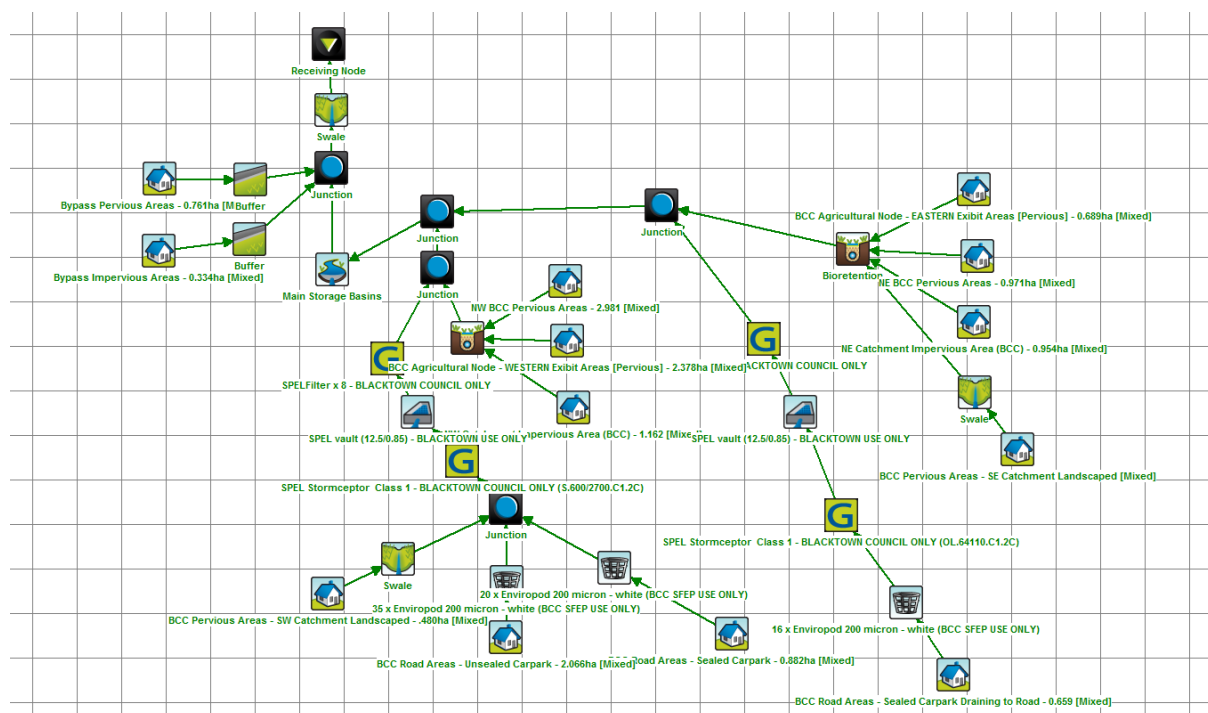 Receiving Node
Swale
Junction
Bypass Pervious Areas - 0.761ha [M
Buffer
Bypass Impervious Areas - 0.334ha [Mixed]
Buffer
Main Storage Basins
Junction
Junction
Junction
BCC Agricultural Node - EASTERN Exibit Areas [Pervious] - 0.689ha [Mixed]
Bioretention
NE BCC Pervious Areas - 0.971ha [Mixed]
NW BCC Pervious Areas - 2.981 [Mixed]
NE Catchment Impervious Area (BCC) - 0.954ha [Mixed]
G
G
BCC Agricultural Node - WESTERN Exibit Areas [Pervious] - 2.378ha [Mixed]
ACKTOWN COUNCIL ONLY
SPELFilter x 8 - BLACKTOWN COUNCIL ONLY
Swale
SPEL vault (12.5/0.85) - BLACKTOWN USE ONLY
pervious Area (BCC) - 1.162 [Mixe
SPEL vault (12.5/0.85) - BLACKTOWN USE ONLY
G
BCC Pervious Areas - SE Catchment Landscaped [Mixed]
SPEL Stormceptor Class 1 - BLACKTOWN COUNCIL ONLY (S.600/2700.C1.2C)
G
Junction
SPEL Stormceptor Class 1 - BLACKTOWN COUNCIL ONLY (OL.64110.C1.2C)
Swale
20 x Enviropod 200 micron - white (BCC SFEP USE ONLY)
35 x Enviropod 200 micron - white (BCC SFEP USE ONLY)
BCC Pervious Areas - SW Catchment Landscaped - .480ha [Mixed]
16 x Enviropod 200 micron - white (BCC SFEP USE ONLY)
BCC Road Areas - Unsealed Carpark - 2.066ha [Mixed]
Road Areas - Sealed Carpark - 0.882ha [Mixed]
BCC Road Areas - Sealed Carpark Draining to Road - 0.659 [Mixed]